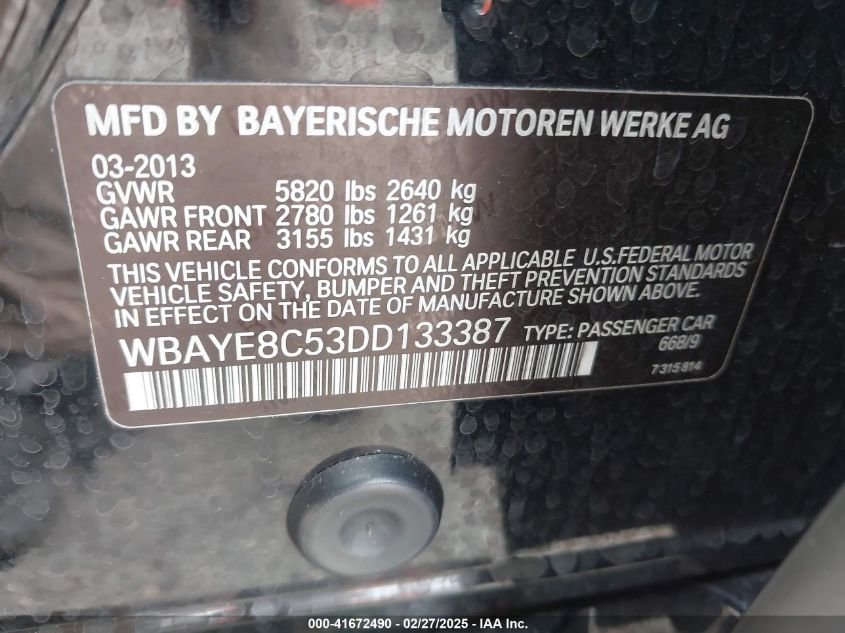 MFD BY BAYERISCHE MOTOREN WERKE AG
03-2013
GVWR 5820 lbs 2640 kg
GAWR FRONT 2780 lbs 1261 kg
GAWR REAR 3155 lbs 1431 kg
THIS VEHICLE CONFORMS TO ALL APPLICABLE U.S.FEDERAL MOTOR
VEHICLE SAFETY, BUMPER AND THEFT PREVENTION STANDARDS
IN EFFECT ON THE DATE OF MANUFACTURE SHOWN ABOVE.
WBAYE8C53DD133387 TYPE: PASSENGER CAR
668/9
7 315 814
000-41672490 - 02/27/2025 - IAA Inc.